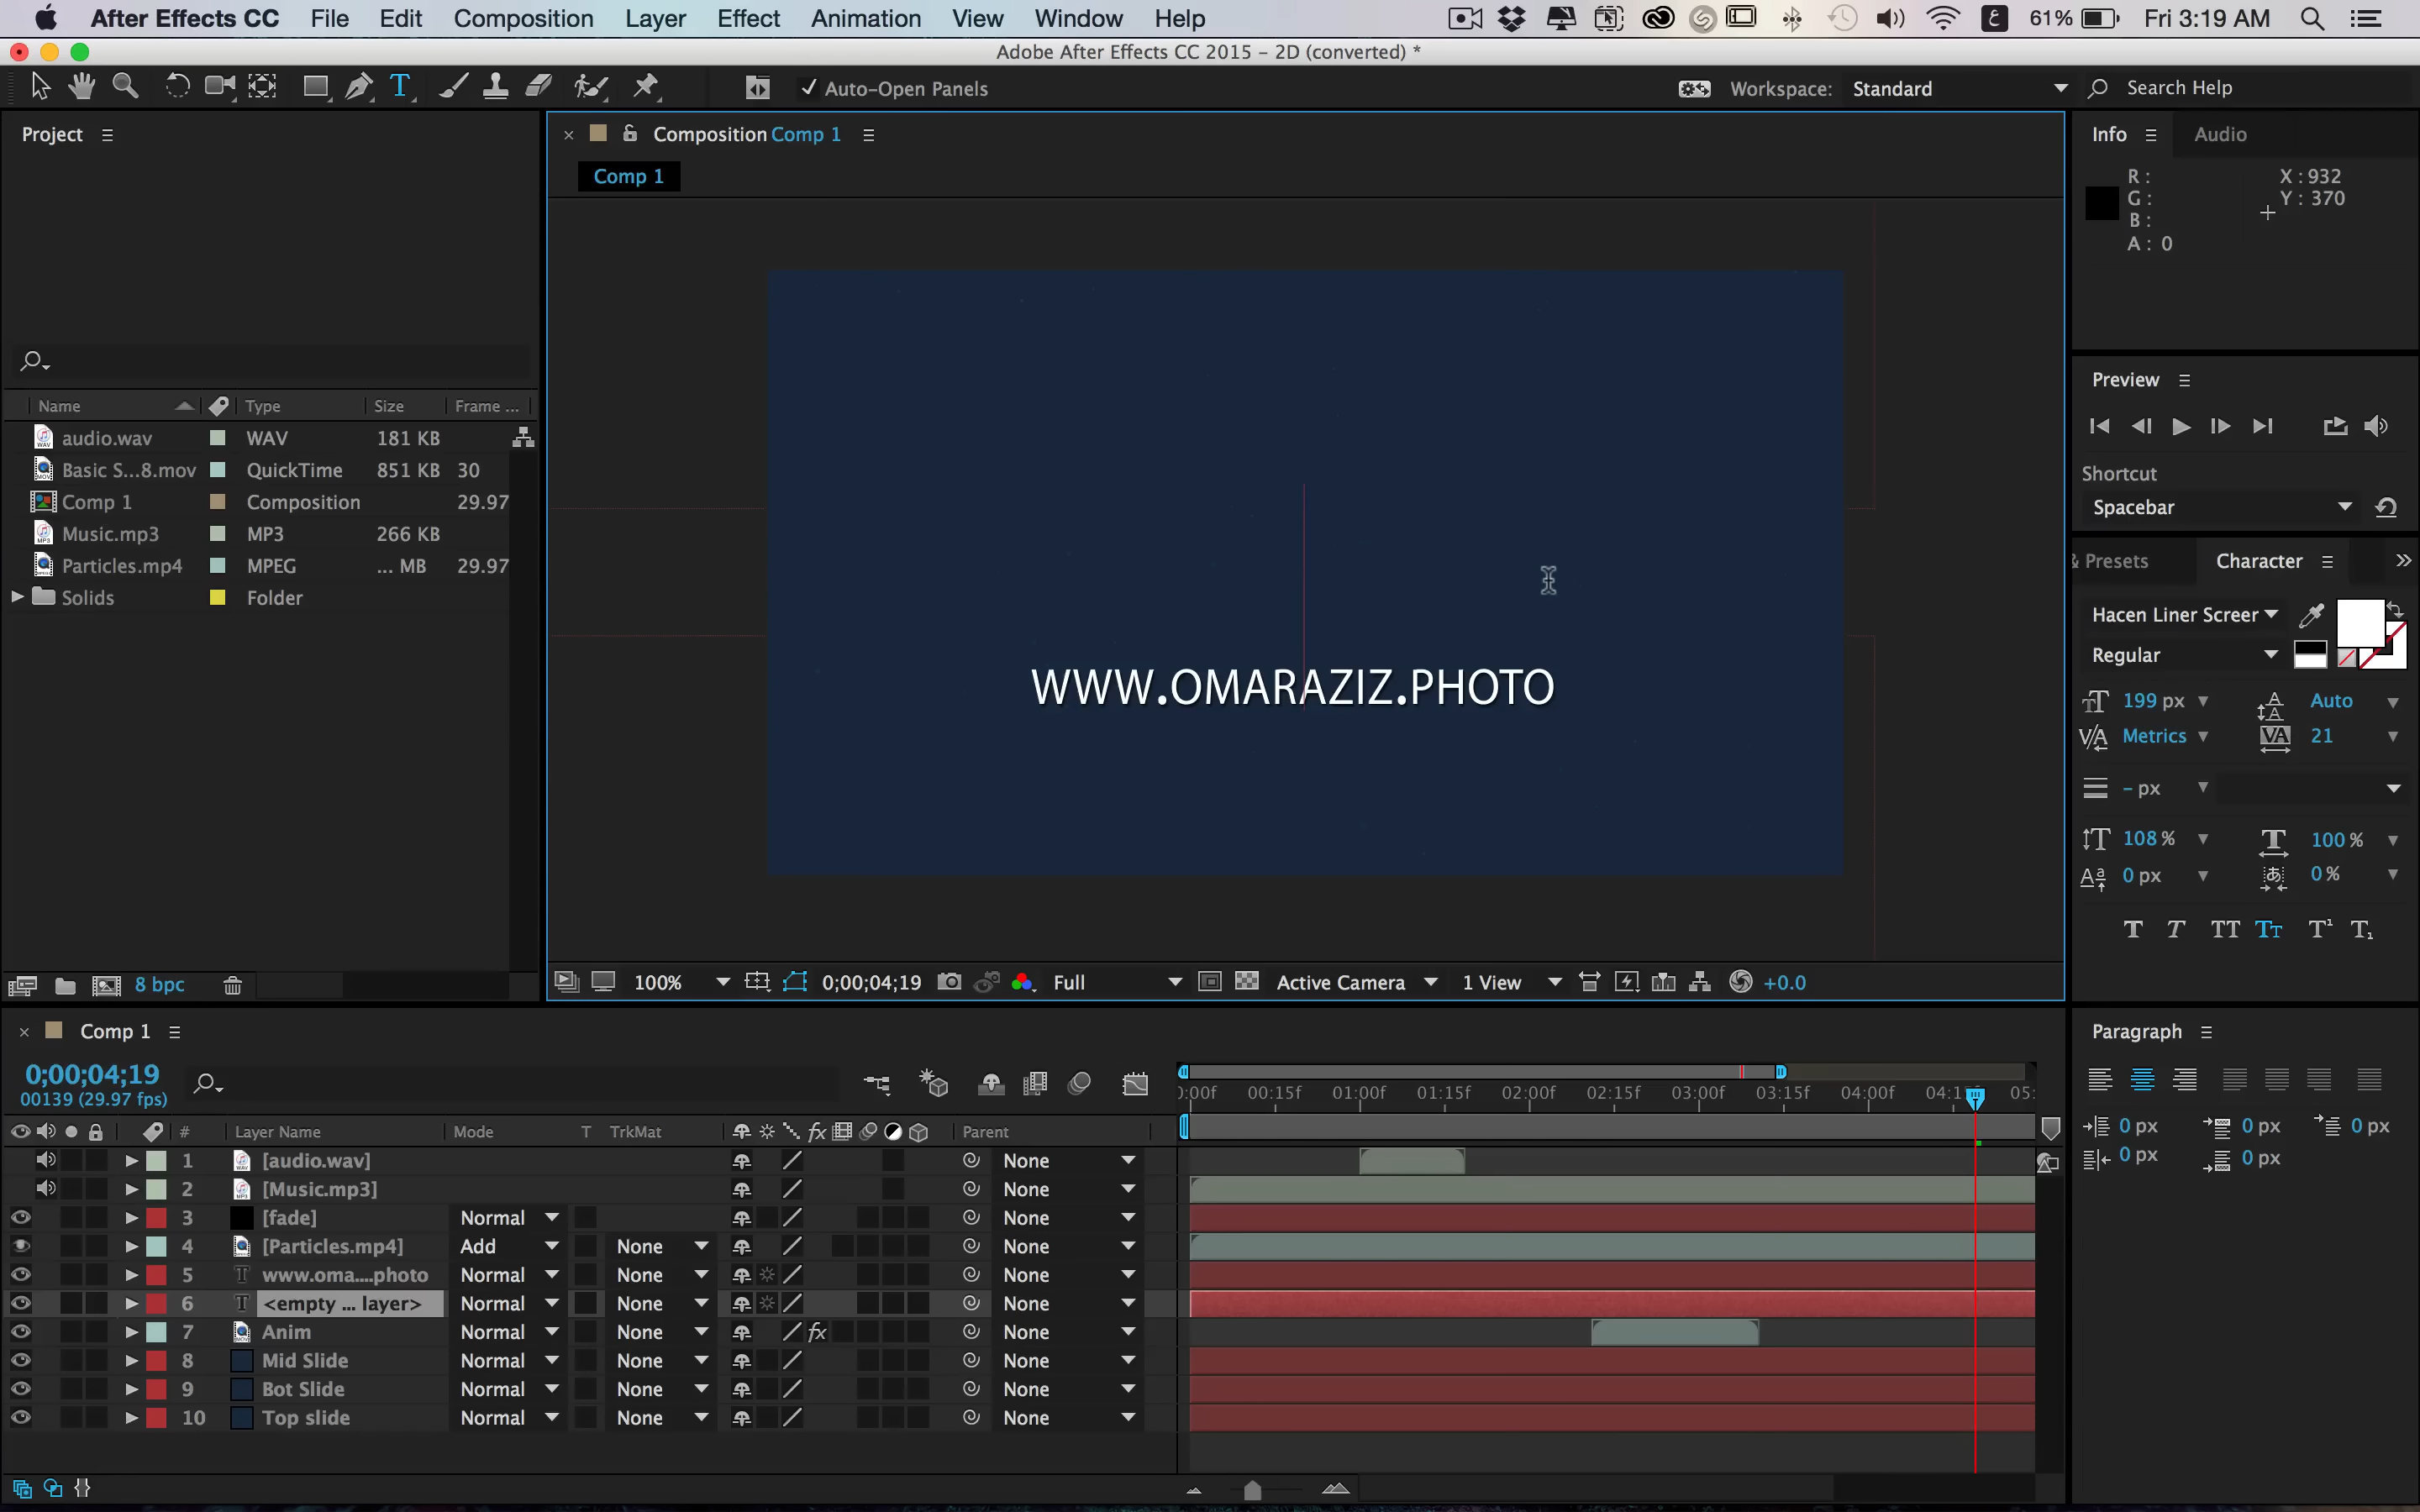 After Effects CC File Edit Composition Layer Effect Animation View Window Help 61% Fri 3:19 AM
Adobe After Effects CC 2015 - 2D (converted) *
Auto-Open Panels Workspace: Standard Search Help
Project
Composition Comp 1
Comp 1
Info Audio
R : X : 932
G : Y : 370
B :
A : 0
Preview
Shortcut
Spacebar
Name Type Size Frame ...
audio.wav WAV 181 KB
Basic S...8.mov QuickTime 851 KB 30
Comp 1 Composition 29.97
Music.mp3 MP3 266 KB
Particles.mp4 MPEG ... MB 29.97
Solids Folder
WWW.OMARAZIZ.PHOTO
& Presets Character
Hacen Liner Screen
Regular
199 px Auto
Metrics 21
- px
108 % 100 %
0 px 0 %
T T TT Tт T¹ T₁
8 bpc
100% 0;00;04;19 Full Active Camera 1 View +0.0
Comp 1
0;00;04;19
00139 (29.97 fps)
):00f 00:15f 01:00f 01:15f 02:00f 02:15f 03:00f 03:15f 04:00f 04:15f 05:
# Layer Name Mode T TrkMat Parent
1 [audio.wav] None
2 [Music.mp3] None
3 [fade] Normal None
4 [Particles.mp4] Add None None
5 www.oma....photo Normal None None
6 <empty ... layer> Normal None None
7 Anim Normal None fx None
8 Mid Slide Normal None None
9 Bot Slide Normal None None
10 Top slide Normal None None
Paragraph
0 px 0 px 0 px
0 px 0 px